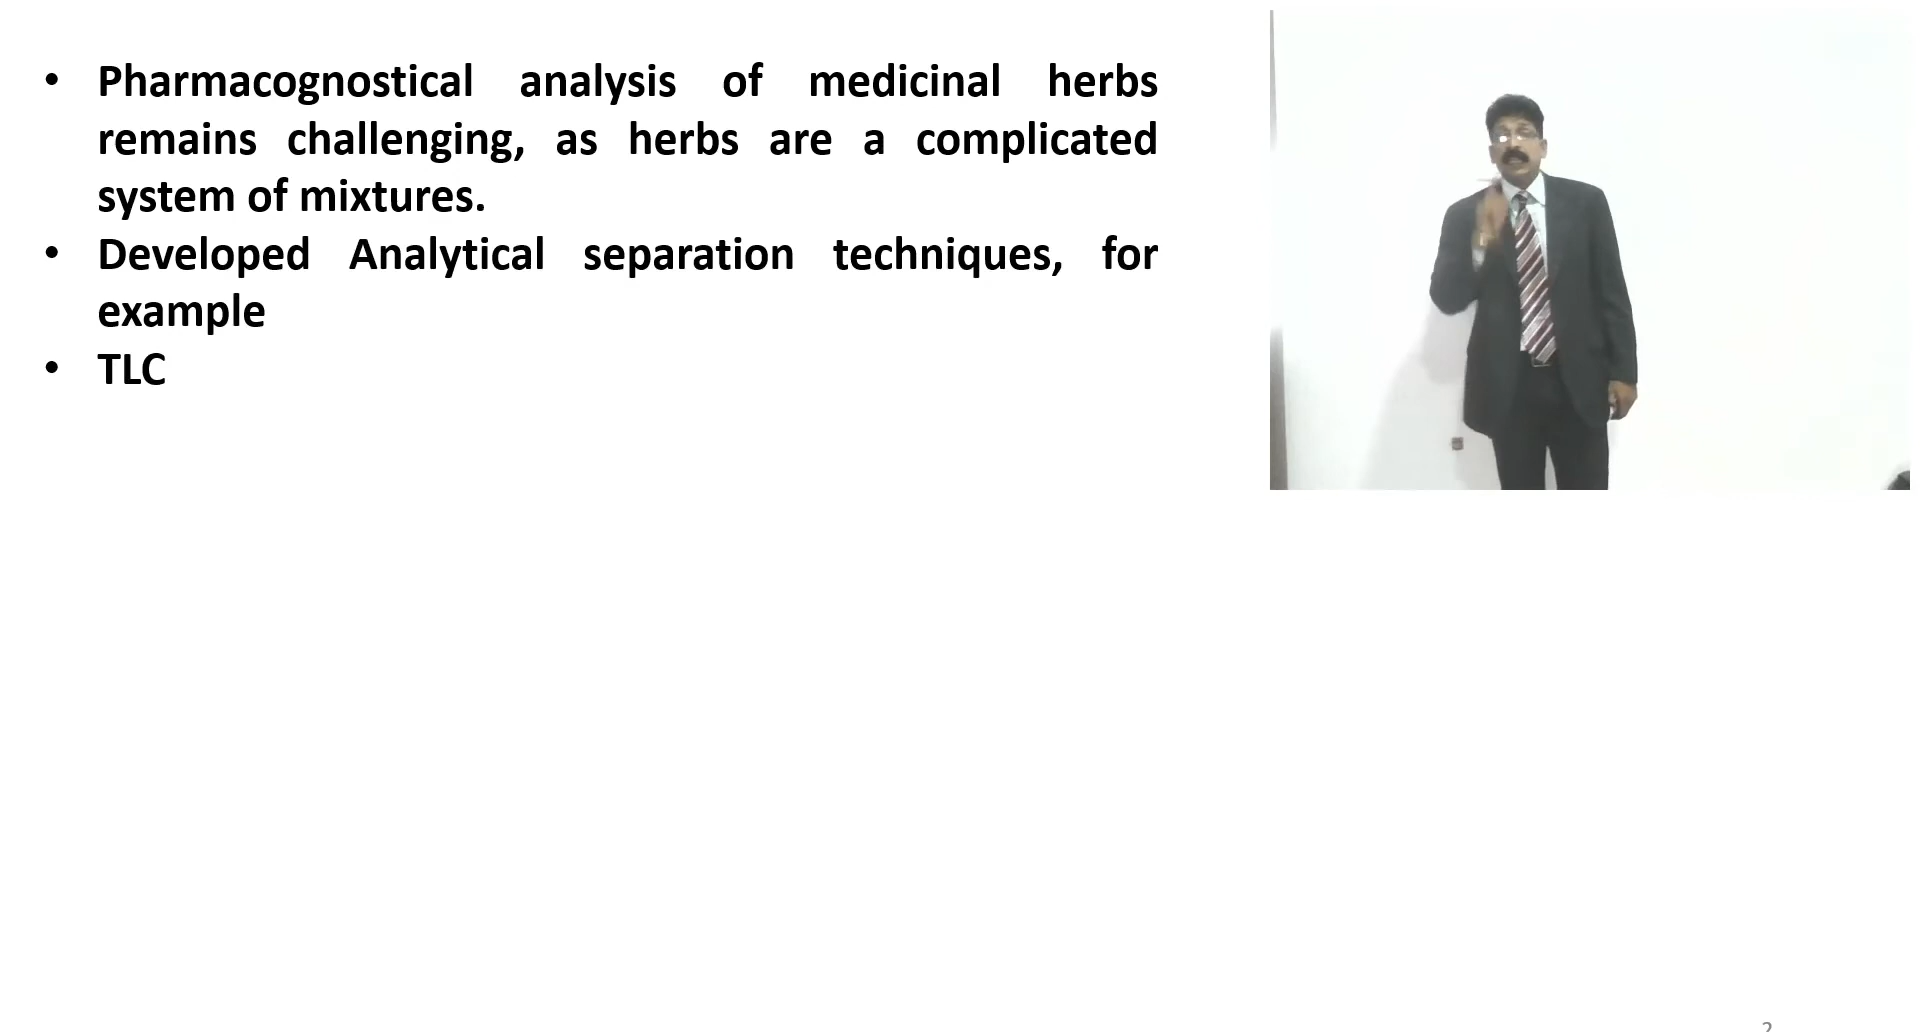 • Pharmacognostical analysis of medicinal herbs
remains challenging, as herbs are a complicated
system of mixtures.
• Developed Analytical separation techniques, for
example
• TLC
2